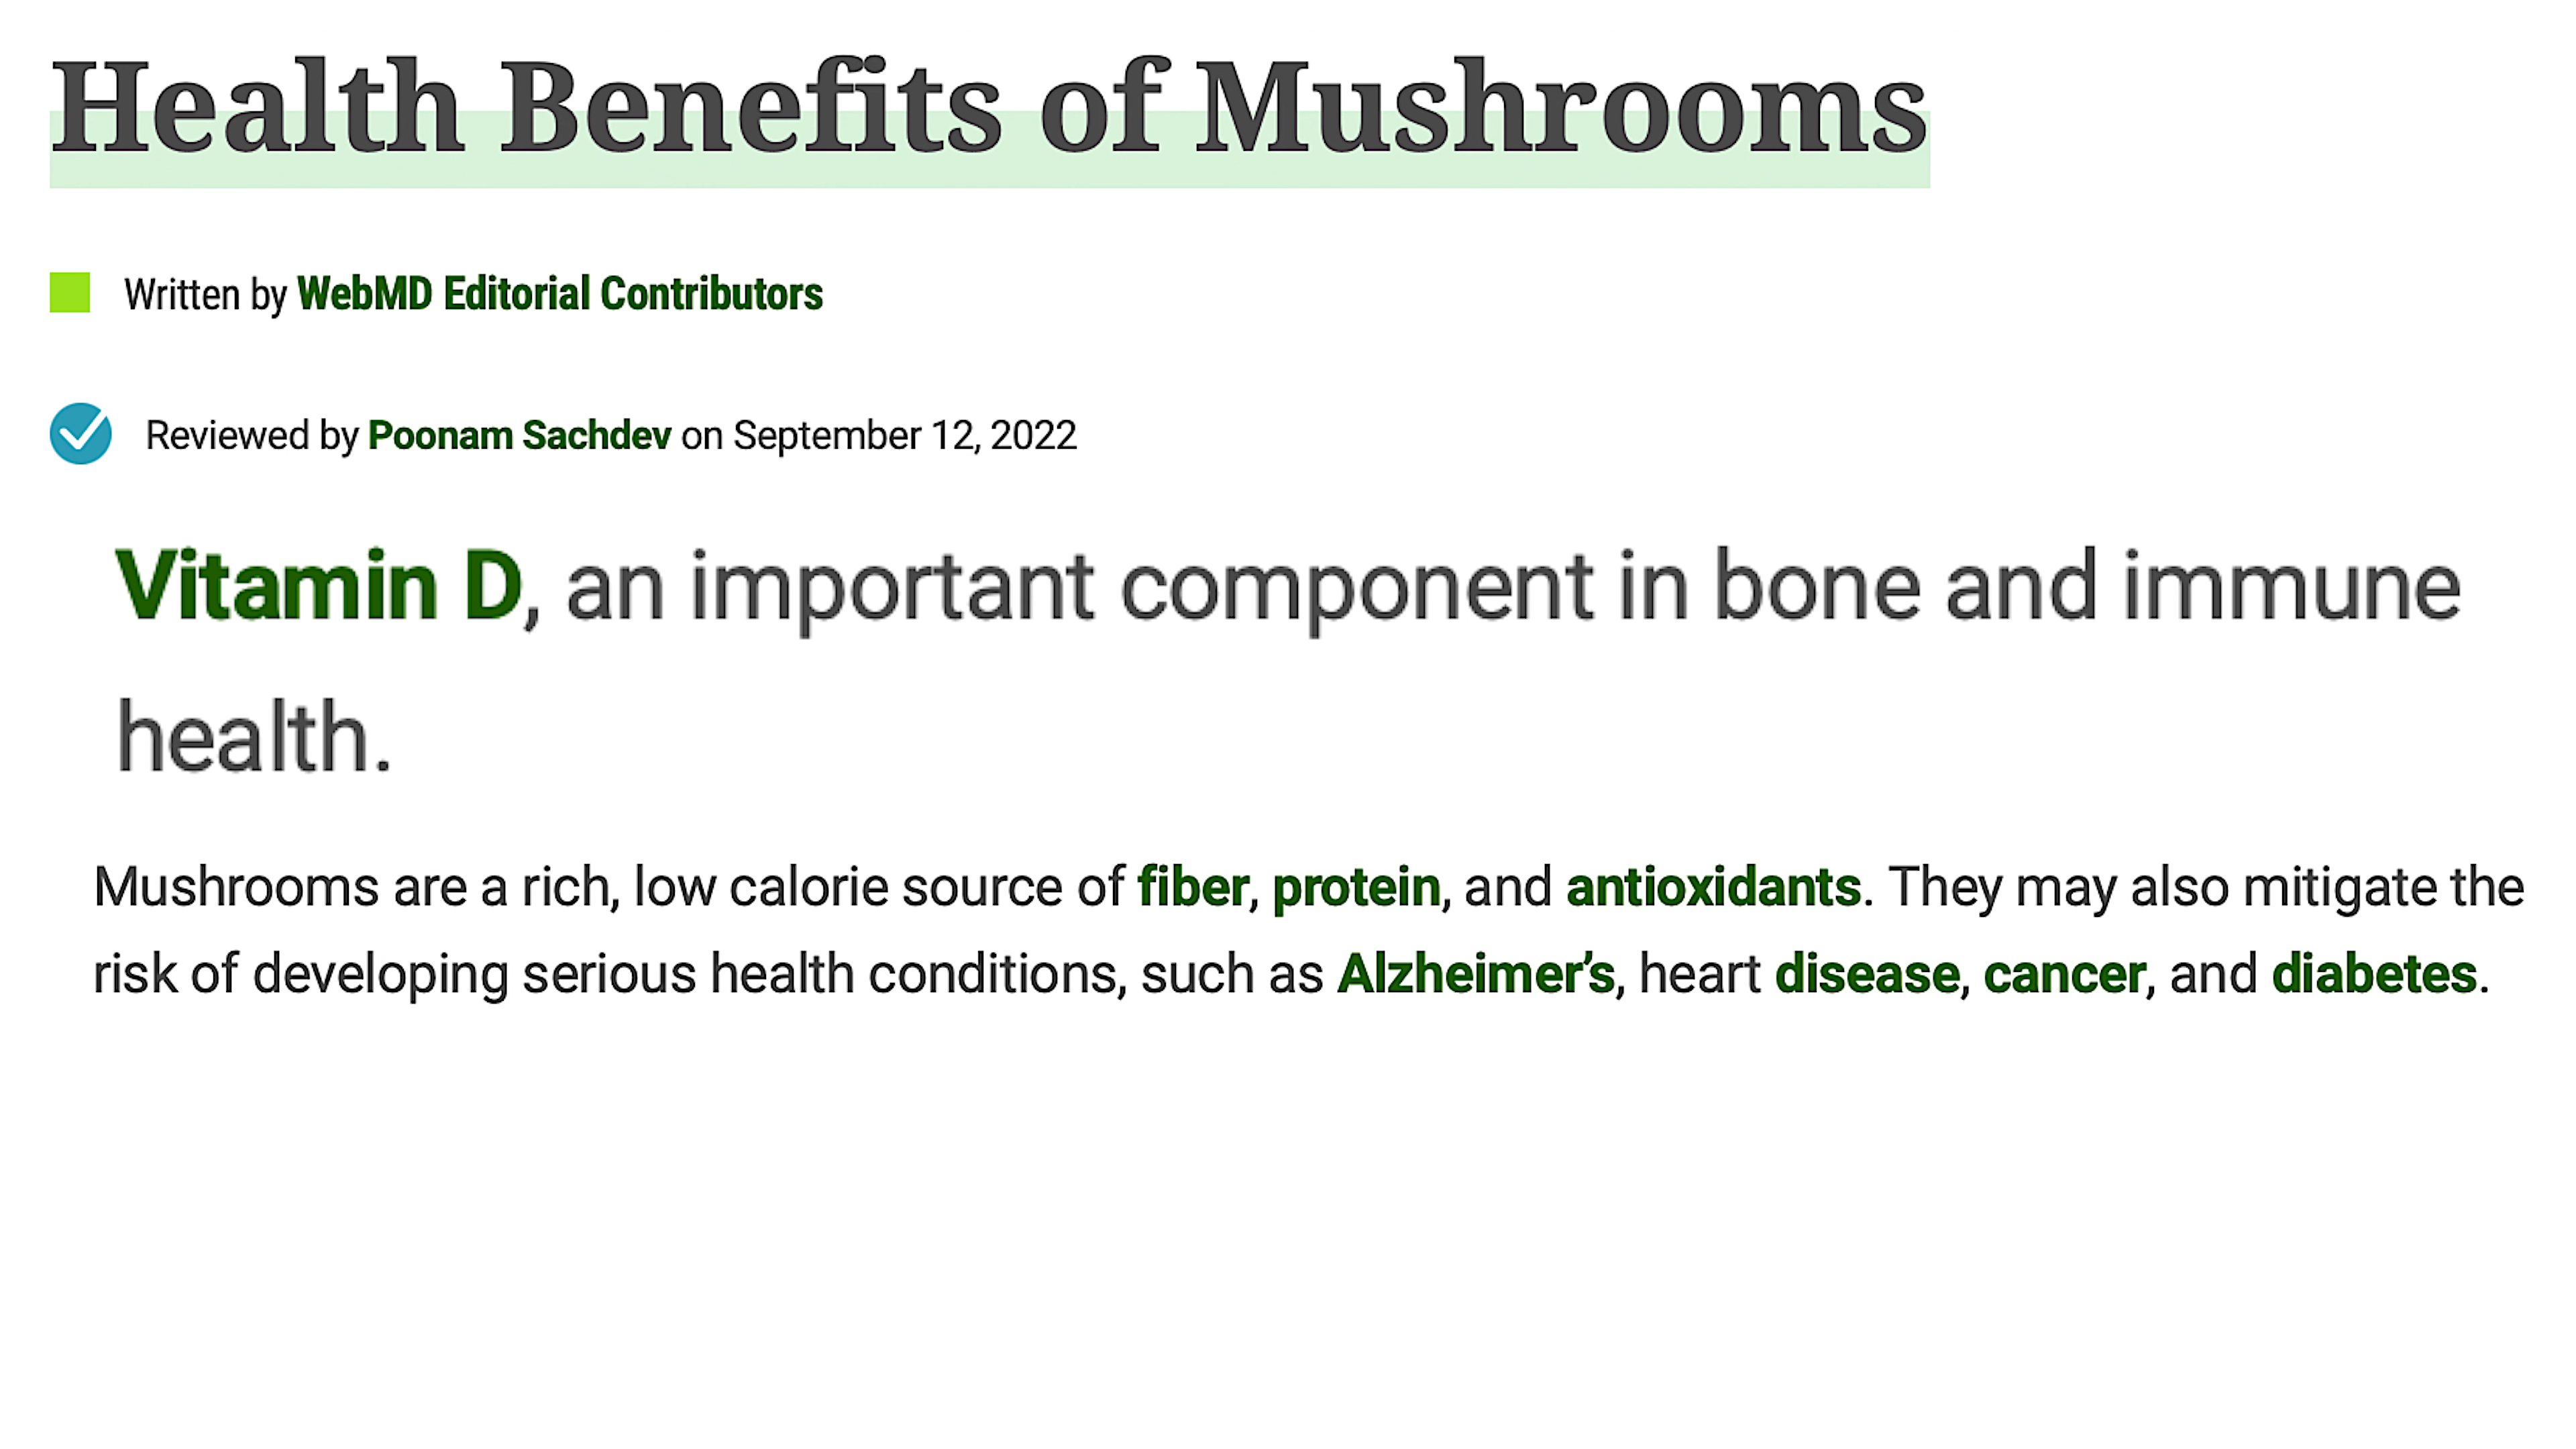 Health Benefits of Mushrooms
Written by WebMD Editorial Contributors
Reviewed by Poonam Sachdev on September 12, 2022
Vitamin D, an important component in bone and immune
health.
Mushrooms are a rich, low calorie source of fiber, protein, and antioxidants. They may also mitigate the
risk of developing serious health conditions, such as Alzheimer’s, heart disease, cancer, and diabetes.